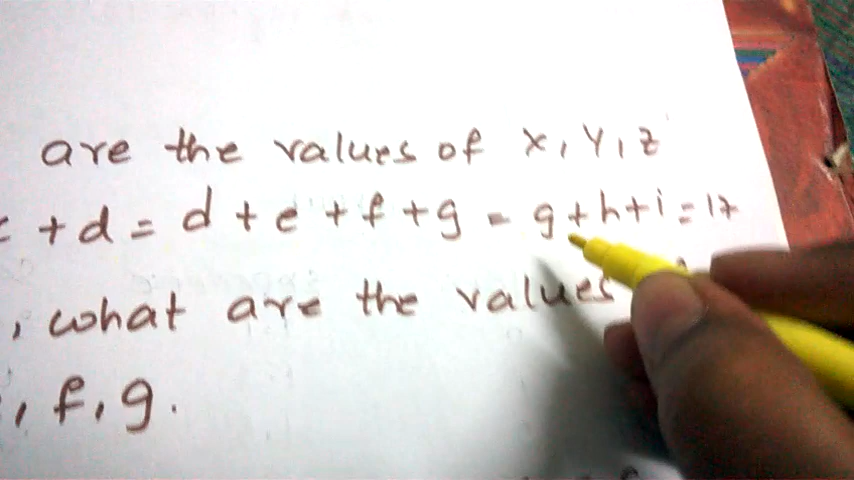 are the values of x, y, z
+ d = d + e + f + g = g + h + i = 17
, what are the values
, f, g.